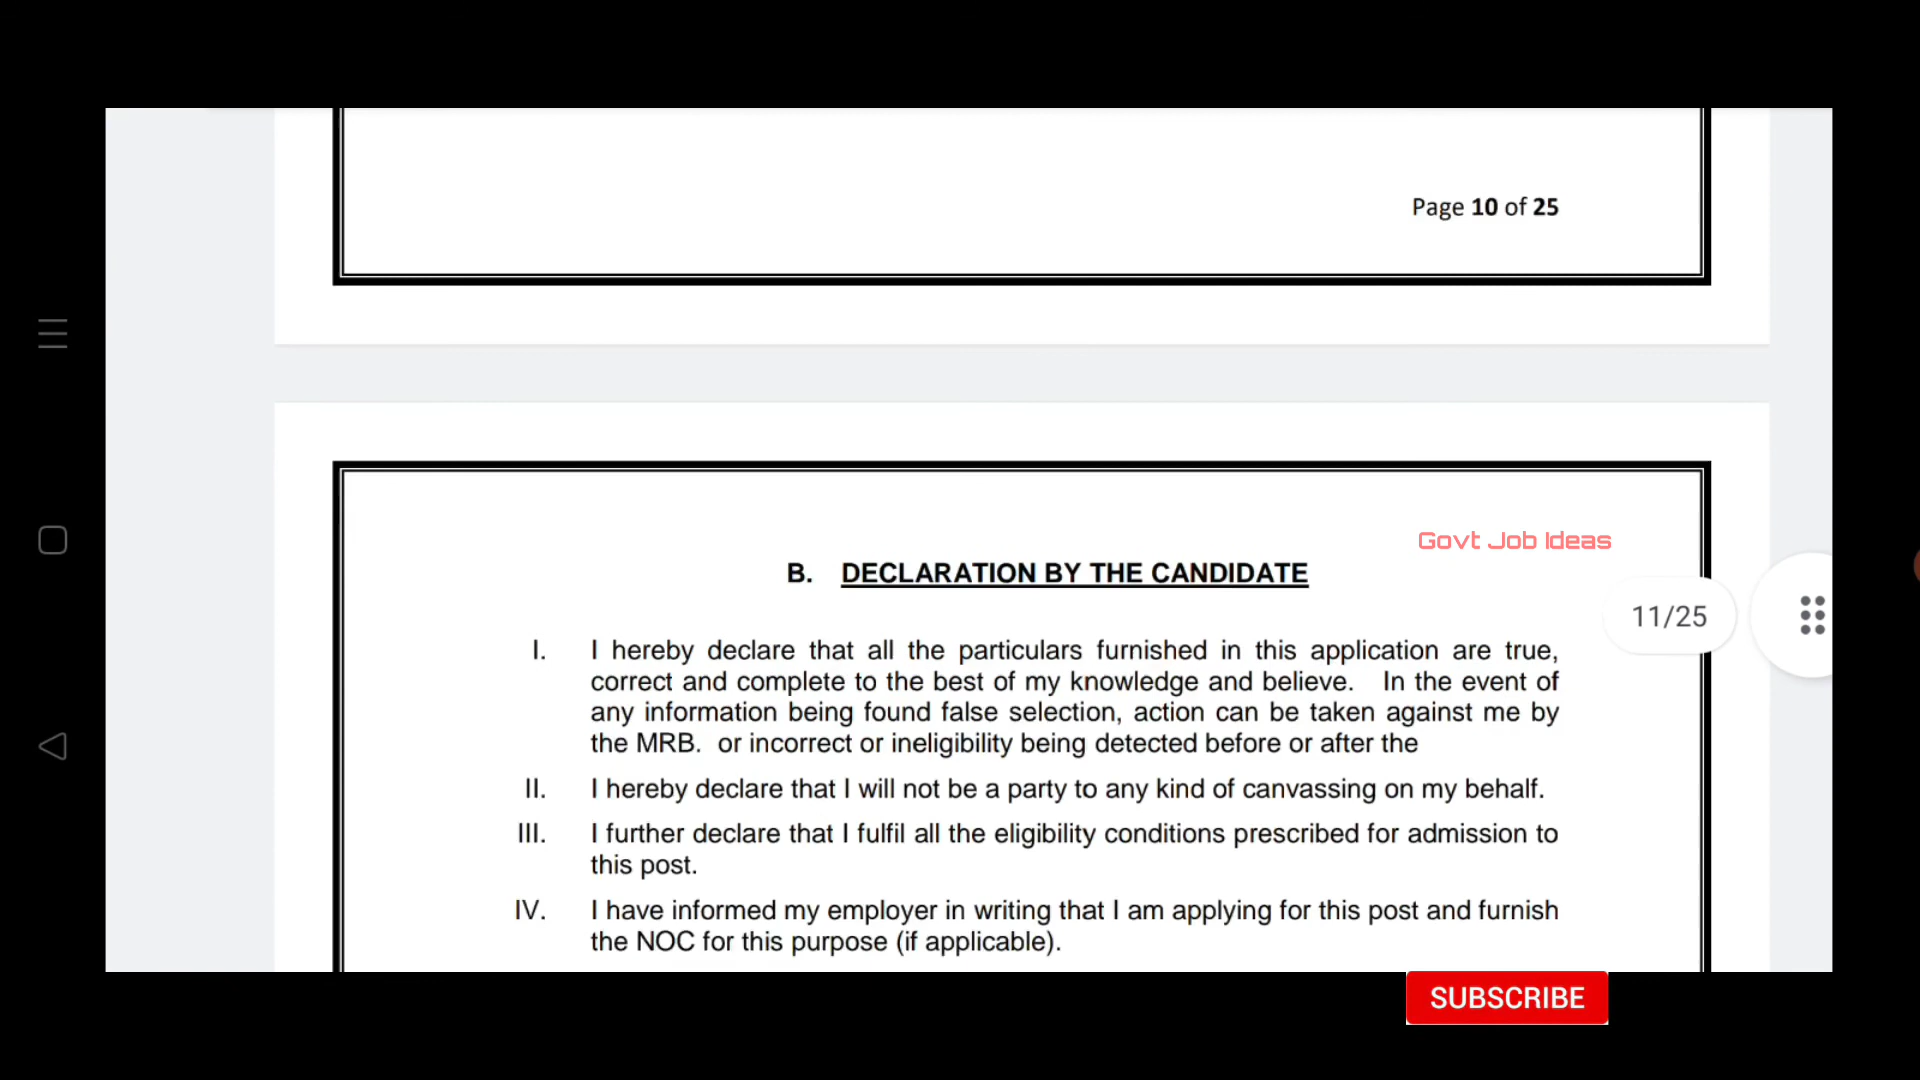 Page 10 of 25
Govt Job Ideas
B. DECLARATION BY THE CANDIDATE
11/25
I. I hereby declare that all the particulars furnished in this application are true,
correct and complete to the best of my knowledge and believe. In the event of
any information being found false selection, action can be taken against me by
the MRB. or incorrect or ineligibility being detected before or after the
II. I hereby declare that I will not be a party to any kind of canvassing on my behalf.
III. I further declare that I fulfil all the eligibility conditions prescribed for admission to
this post.
IV. I have informed my employer in writing that I am applying for this post and furnish
the NOC for this purpose (if applicable).
SUBSCRIBE